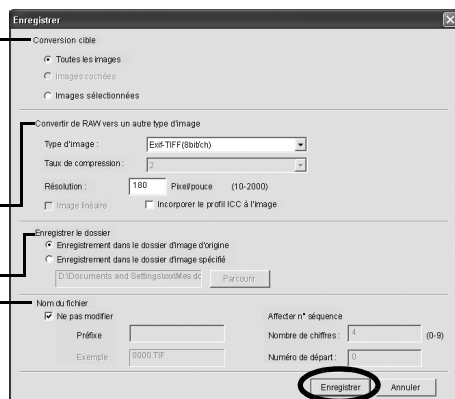 Enregistrer
Conversion cible
Toutes les images
Images cochées
Images sélectionnées
Convertir de RAW vers un autre type d'image
Type d'image : Exif-TIFF(8bit/ch)
Taux de compression : 2
Résolution : 180 Pixel/pouce (10-2000)
Image linéaire Incorporer le profil ICC à l'image
Enregistrer le dossier
Enregistrement dans le dossier d'image d'origine
Enregistrement dans le dossier d'image spécifié
D:\Documents and Settings\xxx\Mes dc Parcourir
Nom du fichier
Ne pas modifier Affecter n° séquence
Préfixe Nombre de chiffres : 4 (0-9)
Exemple 0000.TIF Numéro de départ : 0
Enregistrer Annuler